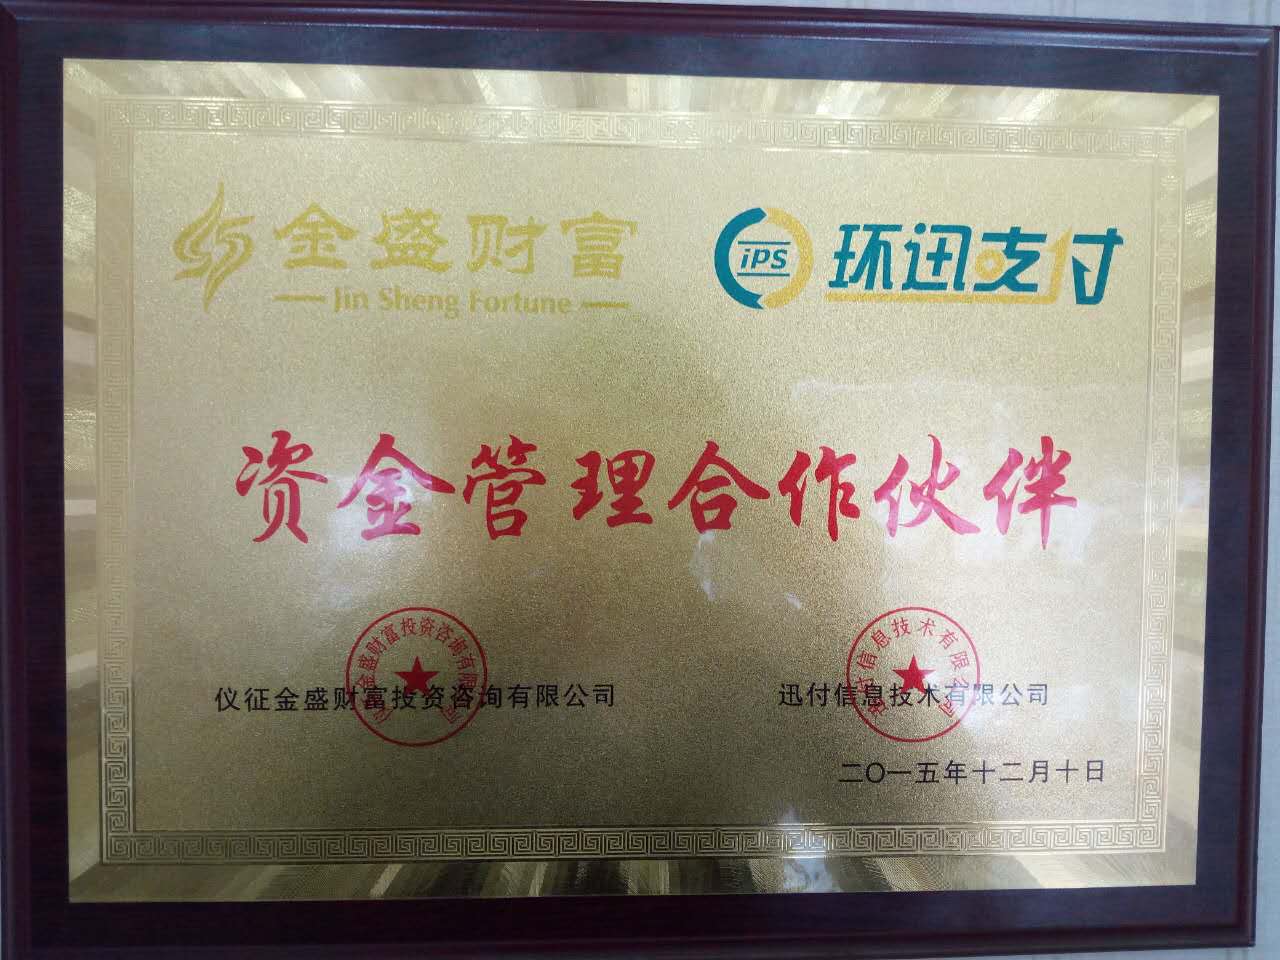 金盛财富
Jin Sheng Fortune
iPS
环迅支付
资金管理合作伙伴
仪征金盛财富投资咨询有限公司
迅付信息技术有限公司
二〇一五年十二月十日